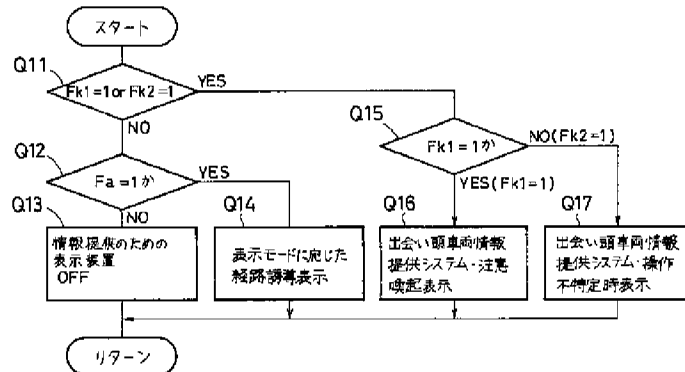 スタート
Q11
Fk1=1 or Fk2=1
YES
NO
Q15
Fk1=1か
NO(Fk2=1)
YES(Fk1=1)
Q12
Fa=1か
YES
NO
Q13
情報提供のための
表示装置
OFF
Q14
表示モードに応じた
経路誘導表示
Q16
出会い頭車両情報
提供システム・注意
喚起表示
Q17
出会い頭車両情報
提供システム・操作
不特定時表示
リターン